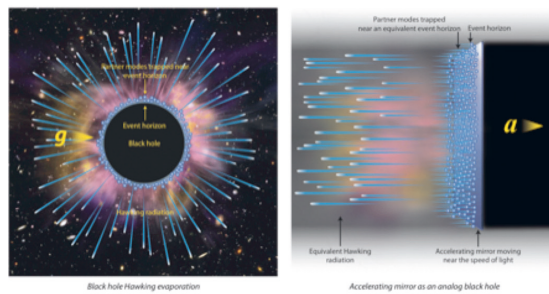 Partner modes trapped near
event horizon
g
Event horizon
Black hole
Hawking radiation
Black hole Hawking evaporation
Partner modes trapped
near an equivalent event horizon
Event horizon
a
Equivalent Hawking
radiation
Accelerating mirror moving
near the speed of light
Accelerating mirror as an analog black hole